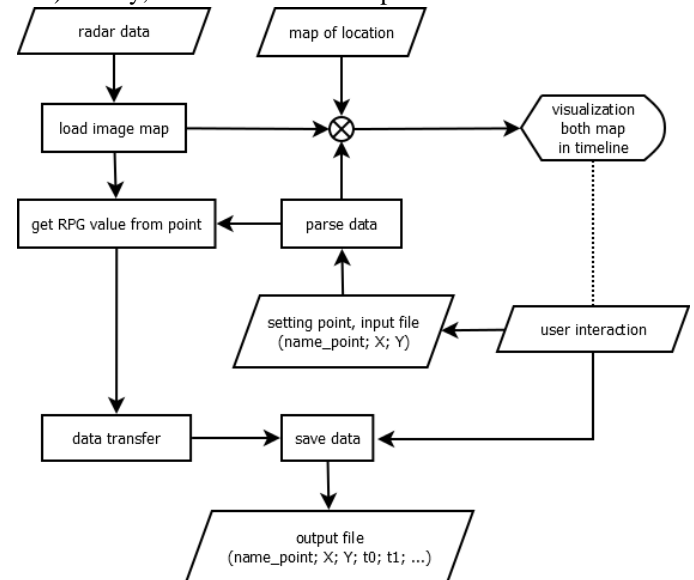 radar data
map of location
load image map
visualization
both map
in timeline
get RPG value from point
parse data
setting point, input file
(name_point; X; Y)
user interaction
data transfer
save data
output file
(name_point; X; Y; t0; t1; ...)